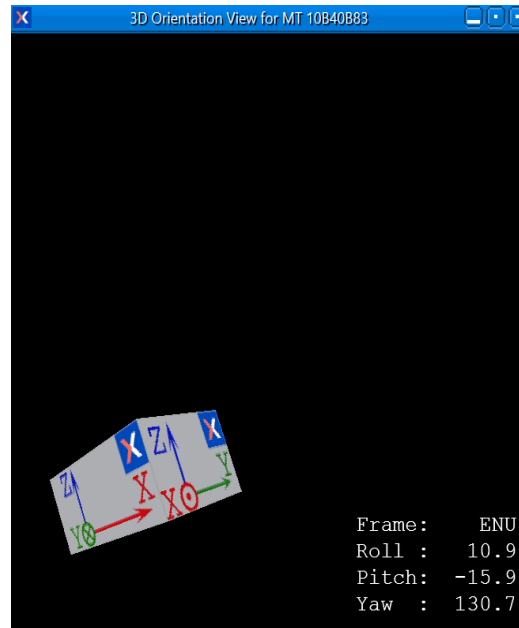 X
3D Orientation View for MT 10B40B83
X
X
Z
Z
X
Y
Y
X
Frame: ENU
Roll : 10.9
Pitch: -15.9
Yaw : 130.7